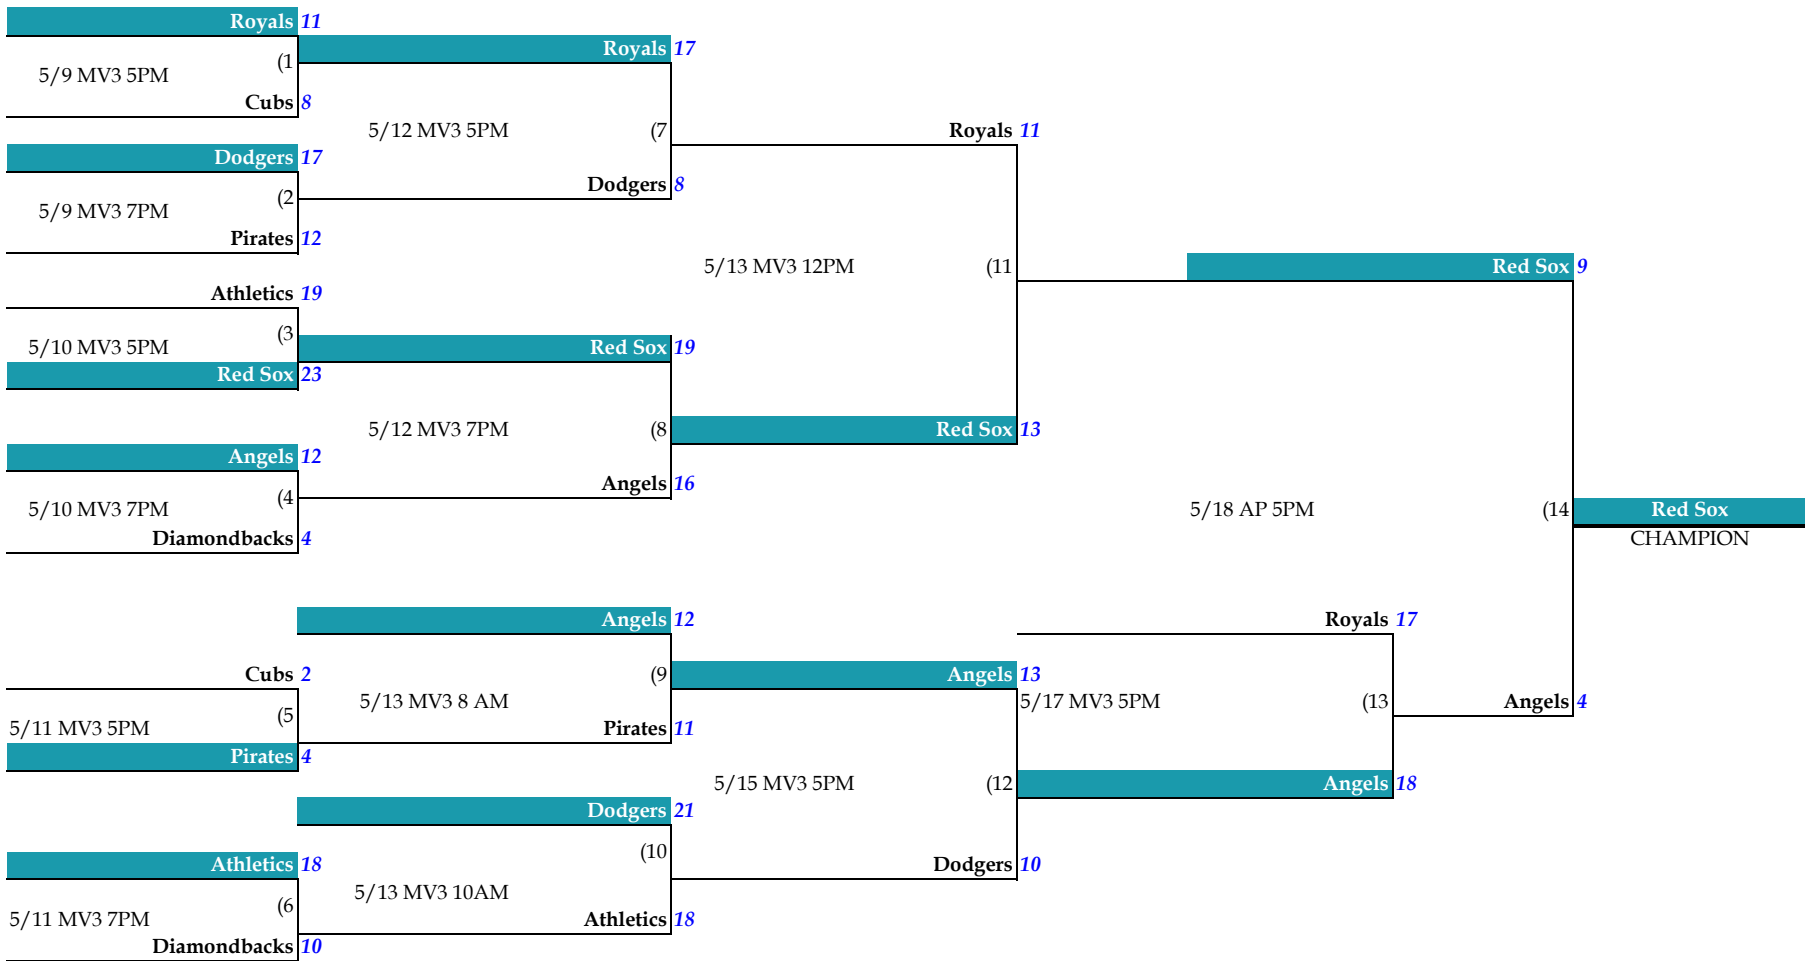 Royals 11
(1
5/9 MV3 5PM
Cubs 8
Dodgers 17
(2
5/9 MV3 7PM
Pirates 12
Athletics 19
(3
5/10 MV3 5PM
Red Sox 23
Angels 12
(4
5/10 MV3 7PM
Diamondbacks 4
Cubs 2
(5
5/11 MV3 5PM
Pirates 4
Athletics 18
(6
5/11 MV3 7PM
Diamondbacks 10
Royals 17
5/12 MV3 5PM (7
Dodgers 8
Red Sox 19
5/12 MV3 7PM (8
Angels 16
Angels 12
(9
5/13 MV3 8 AM
Pirates 11
Dodgers 21
(10
5/13 MV3 10AM
Athletics 18
Royals 11
5/13 MV3 12PM (11
Red Sox 13
Angels 13
5/15 MV3 5PM (12
Dodgers 10
Royals 17
5/17 MV3 5PM (13
Angels 18
Red Sox 9
5/18 AP 5PM (14
Angels 4
Red Sox
CHAMPION